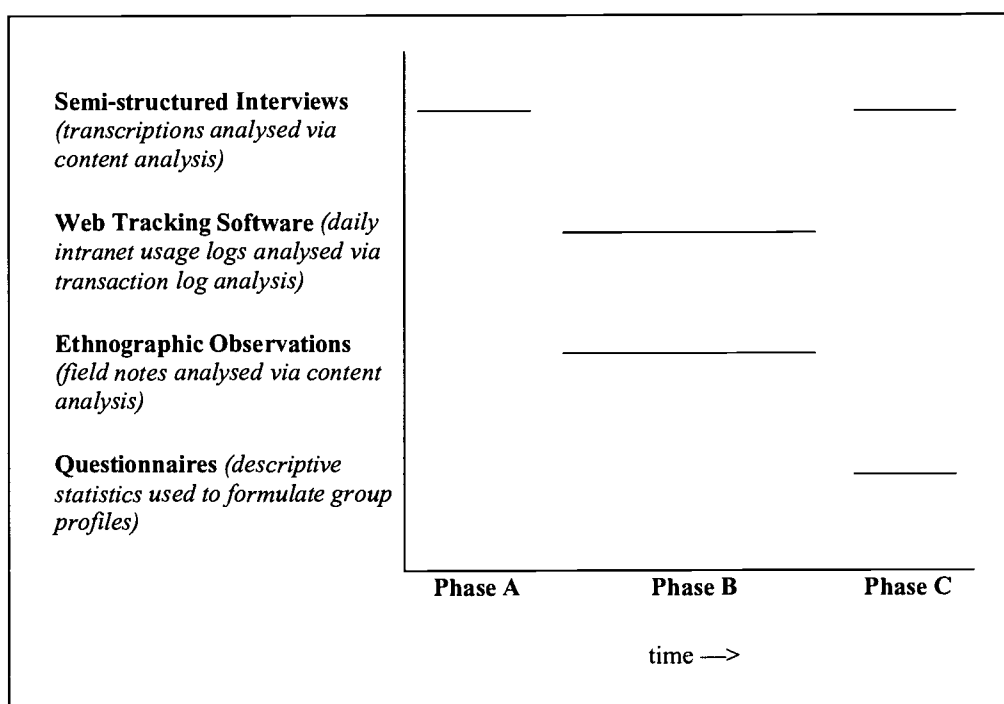 Semi-structured Interviews
(transcriptions analysed via
content analysis)
Web Tracking Software (daily
intranet usage logs analysed via
transaction log analysis)
Ethnographic Observations
(field notes analysed via content
analysis)
Questionnaires (descriptive
statistics used to formulate group
profiles)
Phase A Phase B Phase C
time —>